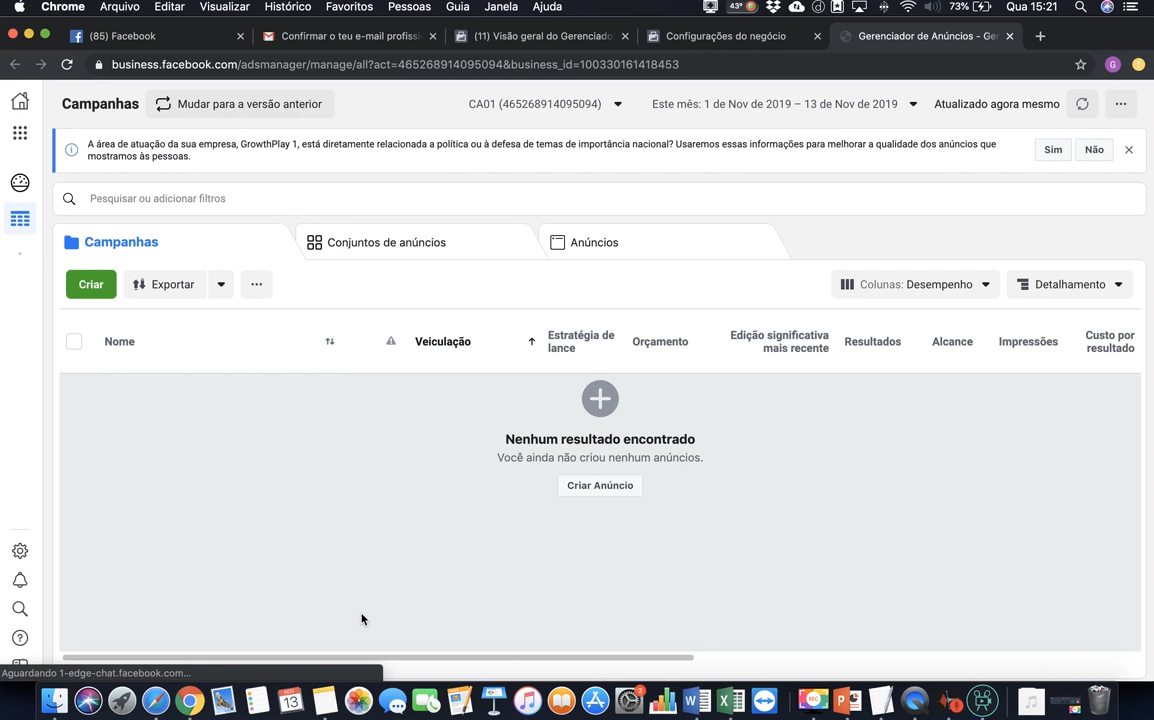 Chrome Arquivo Editar Visualizar Histórico Favoritos Pessoas Guia Janela Ajuda 43° 73% Qua 15:21
(85) Facebook Confirmar o teu e-mail profissi (11) Visão geral do Gerenciado Configurações do negócio Gerenciador de Anúncios - Ger
business.facebook.com/adsmanager/manage/all?act=465268914095094&business_id=100330161418453 G
Campanhas Mudar para a versão anterior CA01 (465268914095094) Este mês: 1 de Nov de 2019 – 13 de Nov de 2019 Atualizado agora mesmo
A área de atuação da sua empresa, GrowthPlay 1, está diretamente relacionada a política ou à defesa de temas de importância nacional? Usaremos essas informações para melhorar a qualidade dos anúncios que
mostramos às pessoas.
Sim Não
Pesquisar ou adicionar filtros
Campanhas Conjuntos de anúncios Anúncios
Criar Exportar Colunas: Desempenho Detalhamento
Nome Veiculação Estratégia de lance Orçamento Edição significativa mais recente Resultados Alcance Impressões Custo por resultado
Nenhum resultado encontrado
Você ainda não criou nenhum anúncios.
Criar Anúncio
Aguardando 1-edge-chat.facebook.com...
NOV
13
2